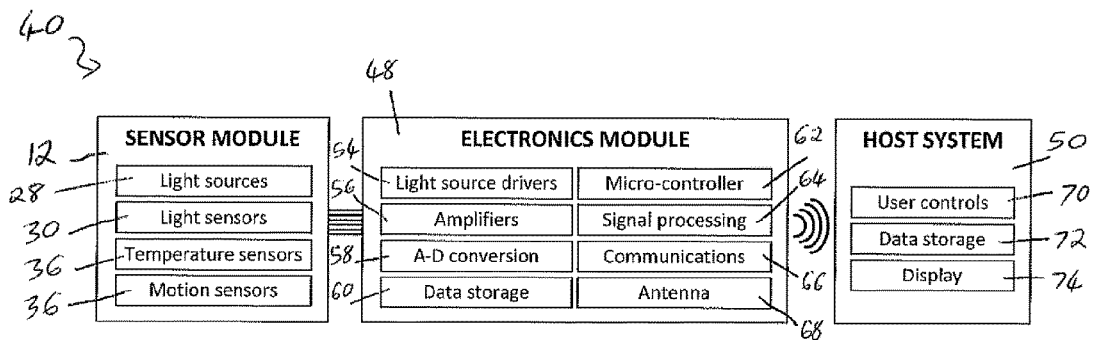 40
48
SENSOR MODULE
12
28 Light sources
30 Light sensors
36 Temperature sensors
36 Motion sensors
ELECTRONICS MODULE
54 Light source drivers Micro-controller 62
56 Amplifiers Signal processing 64
58 A-D conversion Communications 66
60 Data storage Antenna 68
HOST SYSTEM
50
User controls 70
Data storage 72
Display 74